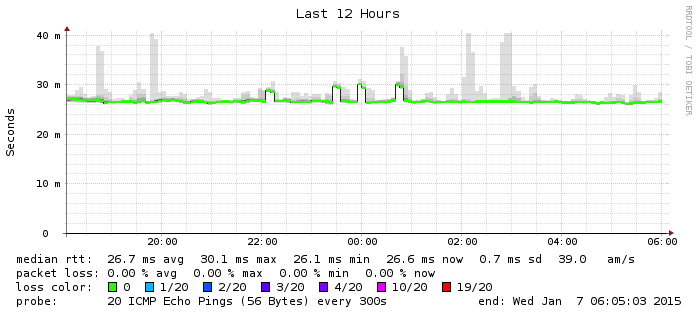 Last 12 Hours
RRDTOOL / TOBI OETIKER
Seconds
40 m
30 m
20 m
10 m
0
20:00 22:00 00:00 02:00 04:00 06:00
median rtt: 26.7 ms avg 30.1 ms max 26.1 ms min 26.6 ms now 0.7 ms sd 39.0 am/s
packet loss: 0.00 % avg 0.00 % max 0.00 % min 0.00 % now
loss color: 0 1/20 2/20 3/20 4/20 10/20 19/20
probe: 20 ICMP Echo Pings (56 Bytes) every 300s end: Wed Jan 7 06:05:03 2015